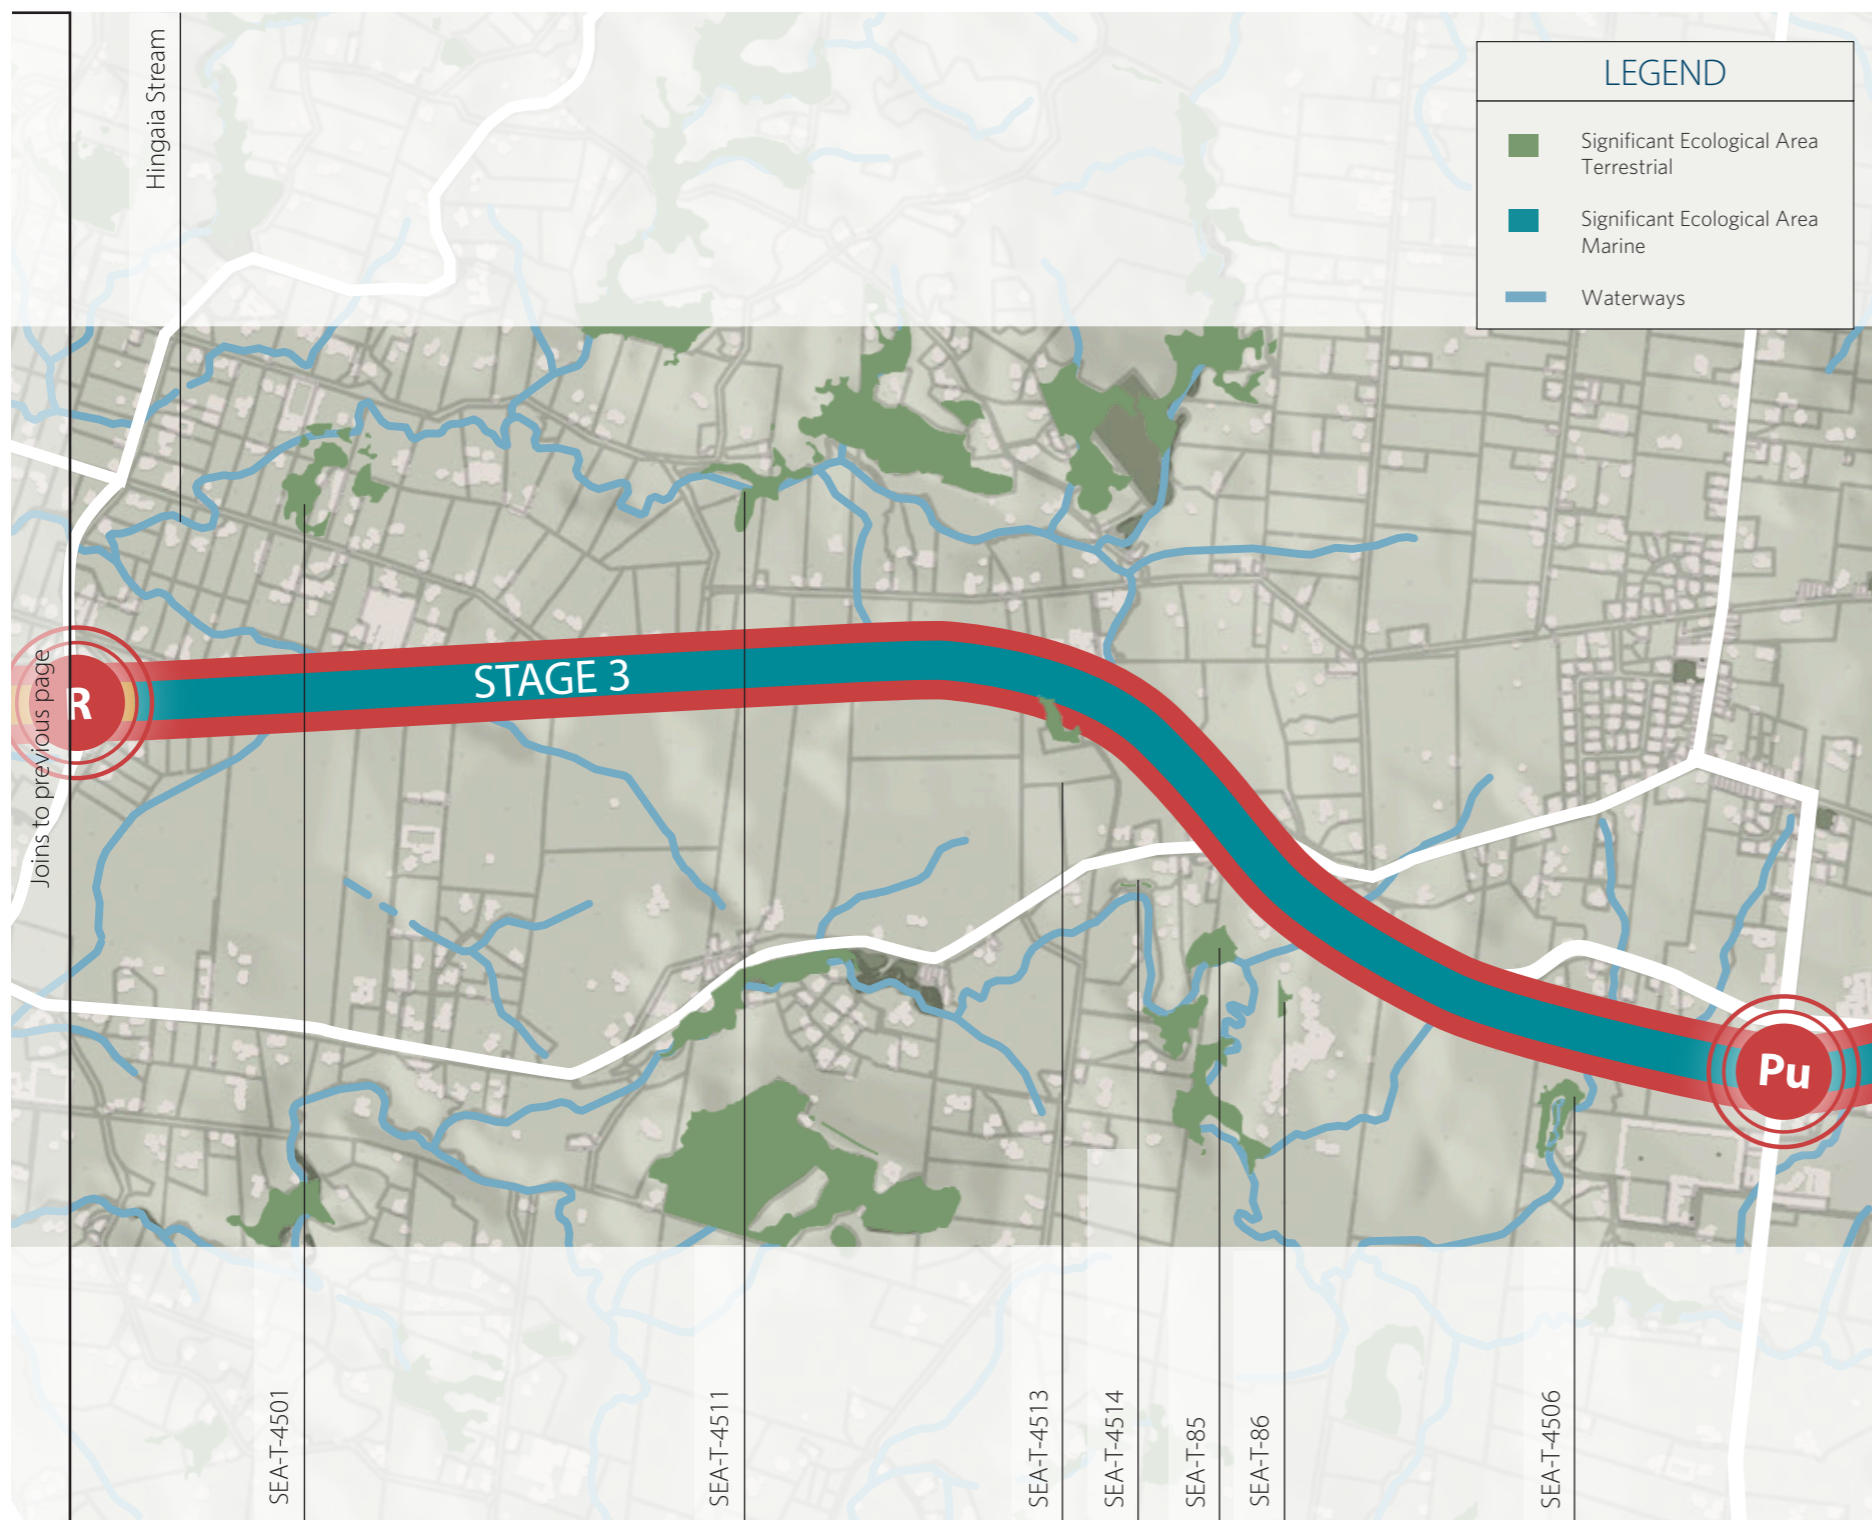 Hingaia Stream
LEGEND
Significant Ecological Area
Terrestrial
Significant Ecological Area
Marine
Waterways
Joins to previous page
R
STAGE 3
Pu
SEA-T-4501
SEA-T-4511
SEA-T-4513
SEA-T-4514
SEA-T-85
SEA-T-86
SEA-T-4506